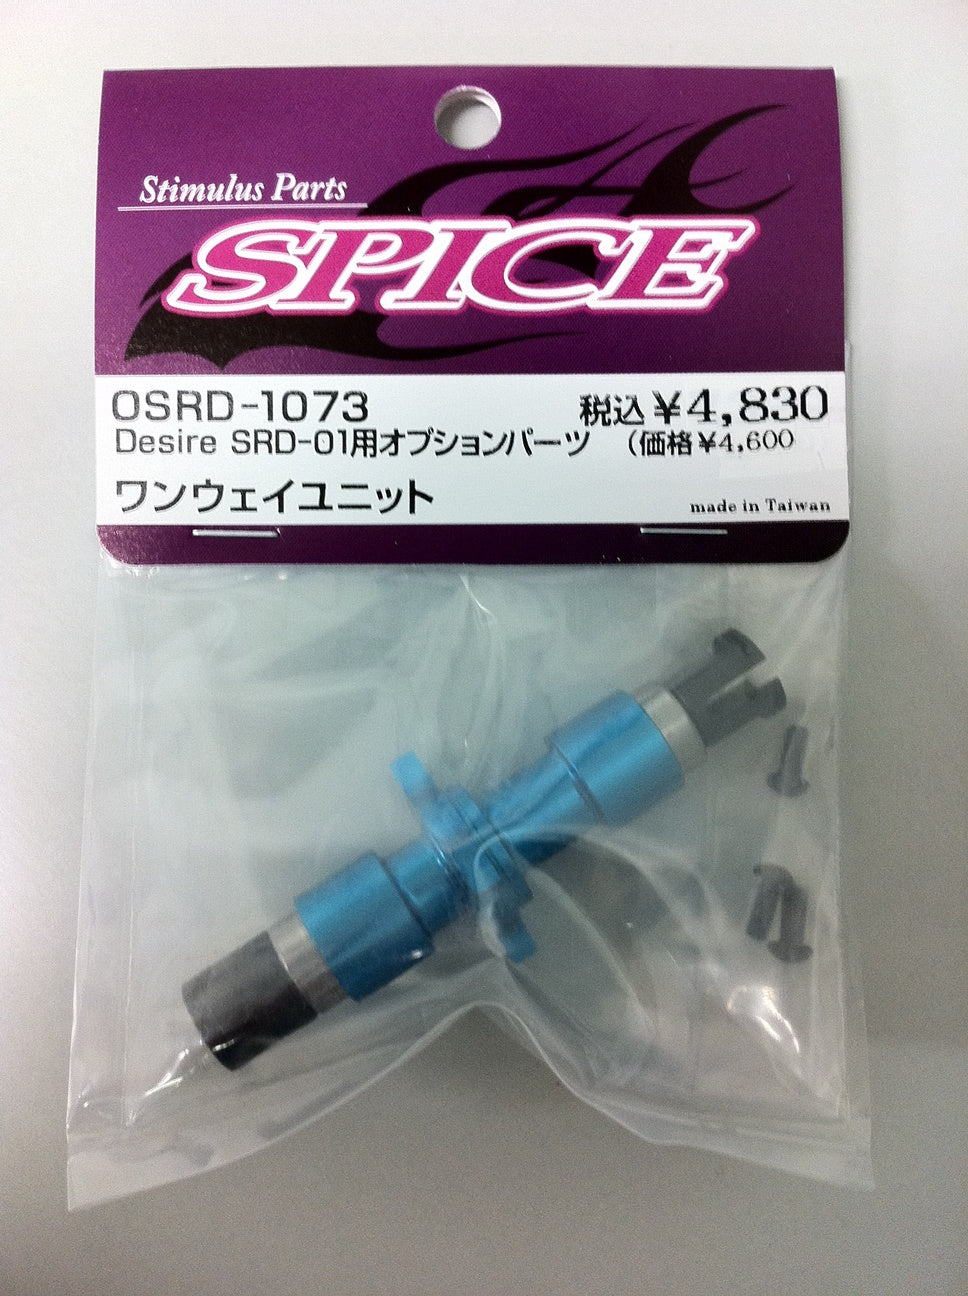 Stimulus Parts
SPICE
OSRD-1073 税込¥4,830
Desire SRD-01用オプションパーツ (価格¥4,600
ワンウェイユニット made in Taiwan